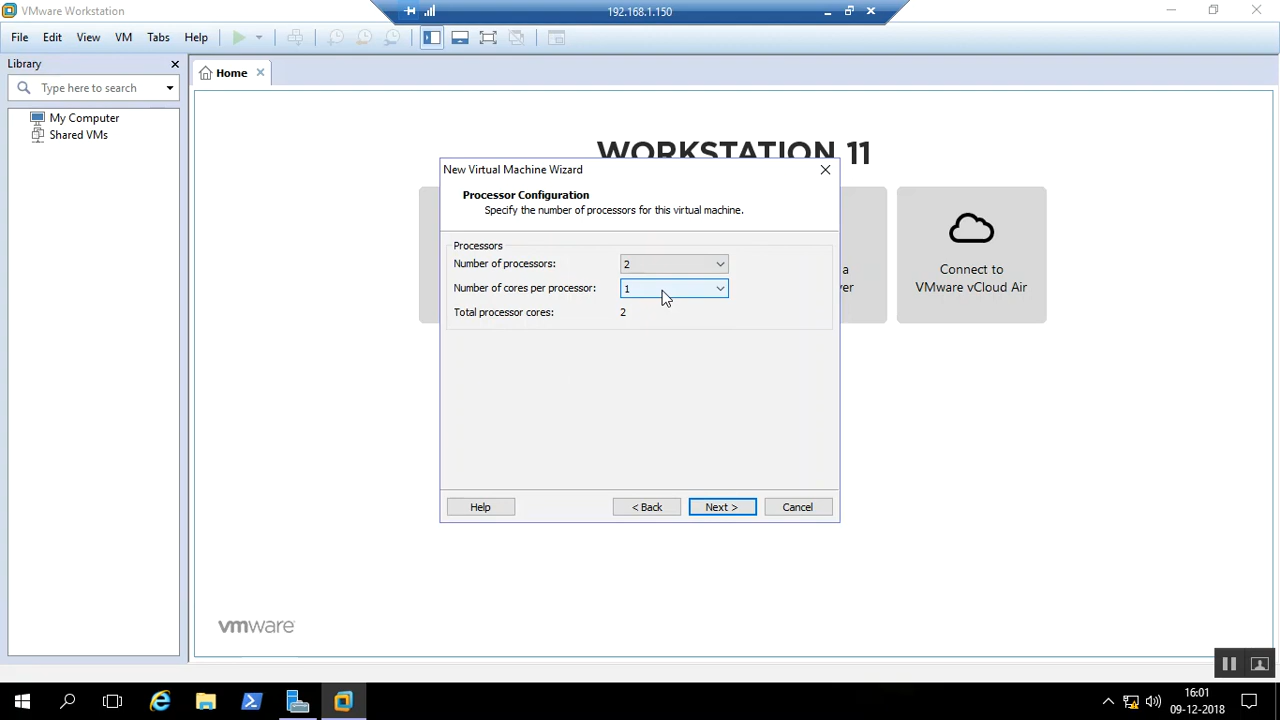 VMware Workstation
192.168.1.150
File Edit View VM Tabs Help
Library
Type here to search
My Computer
Shared VMs
Home
WORKSTATION 11
New Virtual Machine Wizard
Processor Configuration
Specify the number of processors for this virtual machine.
Processors
Number of processors: 2
Number of cores per processor: 1
Total processor cores: 2
Help < Back Next > Cancel
a
ver
Connect to
VMware vCloud Air
vmware
16:01
09-12-2018